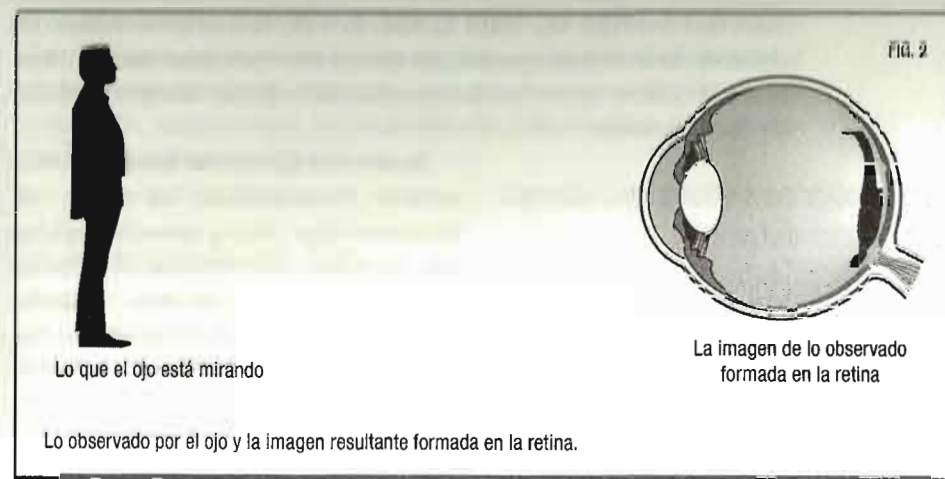 FIG. 2
Lo que el ojo está mirando
La imagen de lo observado
formada en la retina
Lo observado por el ojo y la imagen resultante formada en la retina.